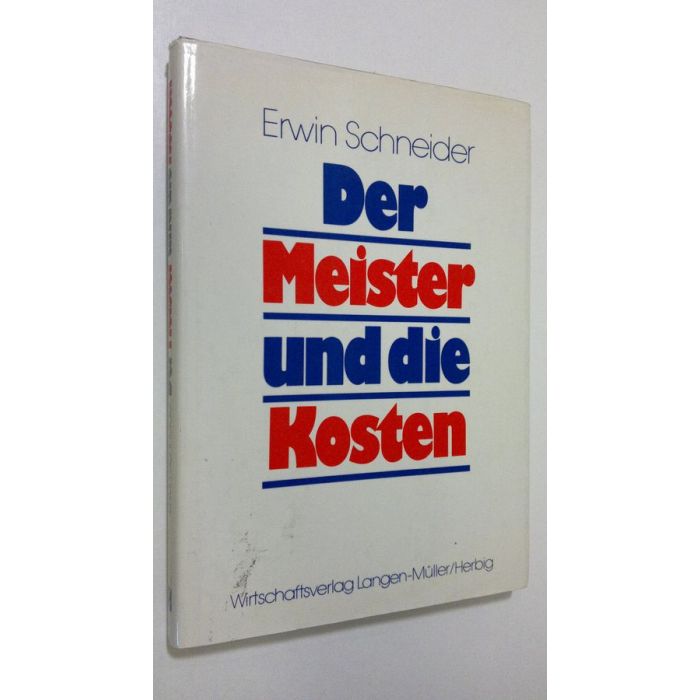 Erwin Schneider
Der
Meister
und die
Kosten
Wirtschaftsverlag Langen-Müller/Herbig